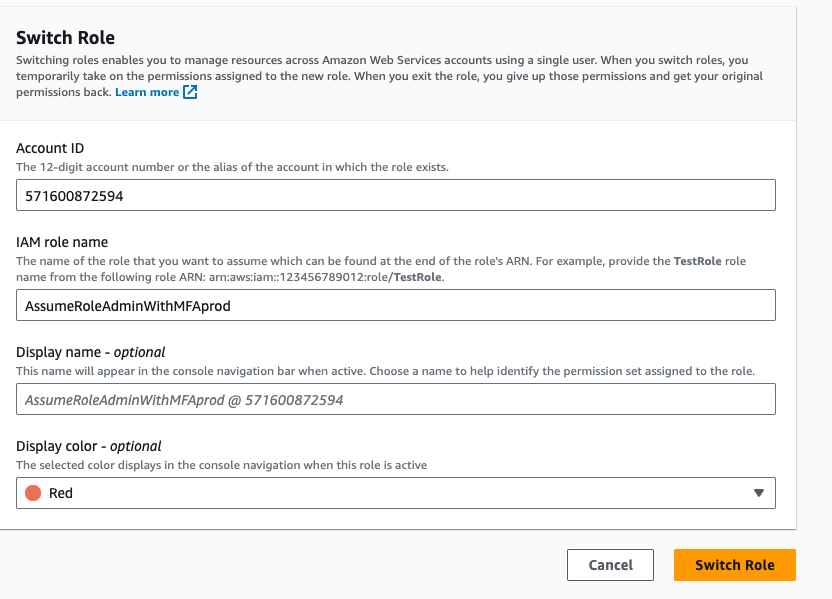 Switch Role
Switching roles enables you to manage resources across Amazon Web Services accounts using a single user. When you switch roles, you
temporarily take on the permissions assigned to the new role. When you exit the role, you give up those permissions and get your original
permissions back. Learn more
Account ID
The 12-digit account number or the alias of the account in which the role exists.
571600872594
IAM role name
The name of the role that you want to assume which can be found at the end of the role's ARN. For example, provide the TestRole role
name from the following role ARN: arn:aws:iam::123456789012:role/TestRole.
AssumeRoleAdminWithMFAprod
Display name - optional
This name will appear in the console navigation bar when active. Choose a name to help identify the permission set assigned to the role.
AssumeRoleAdminWithMFAprod @ 571600872594
Display color - optional
The selected color displays in the console navigation when this role is active
Red
Cancel
Switch Role